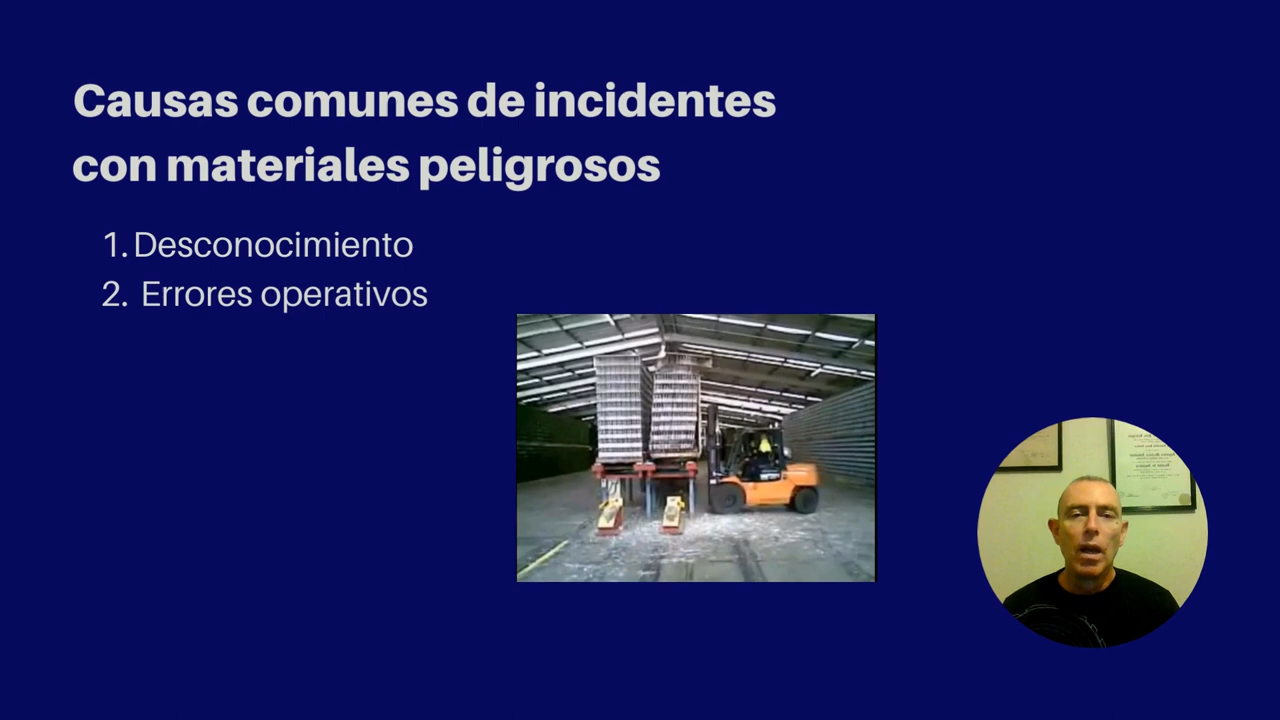 Causas comunes de incidentes
con materiales peligrosos
1. Desconocimiento
2. Errores operativos